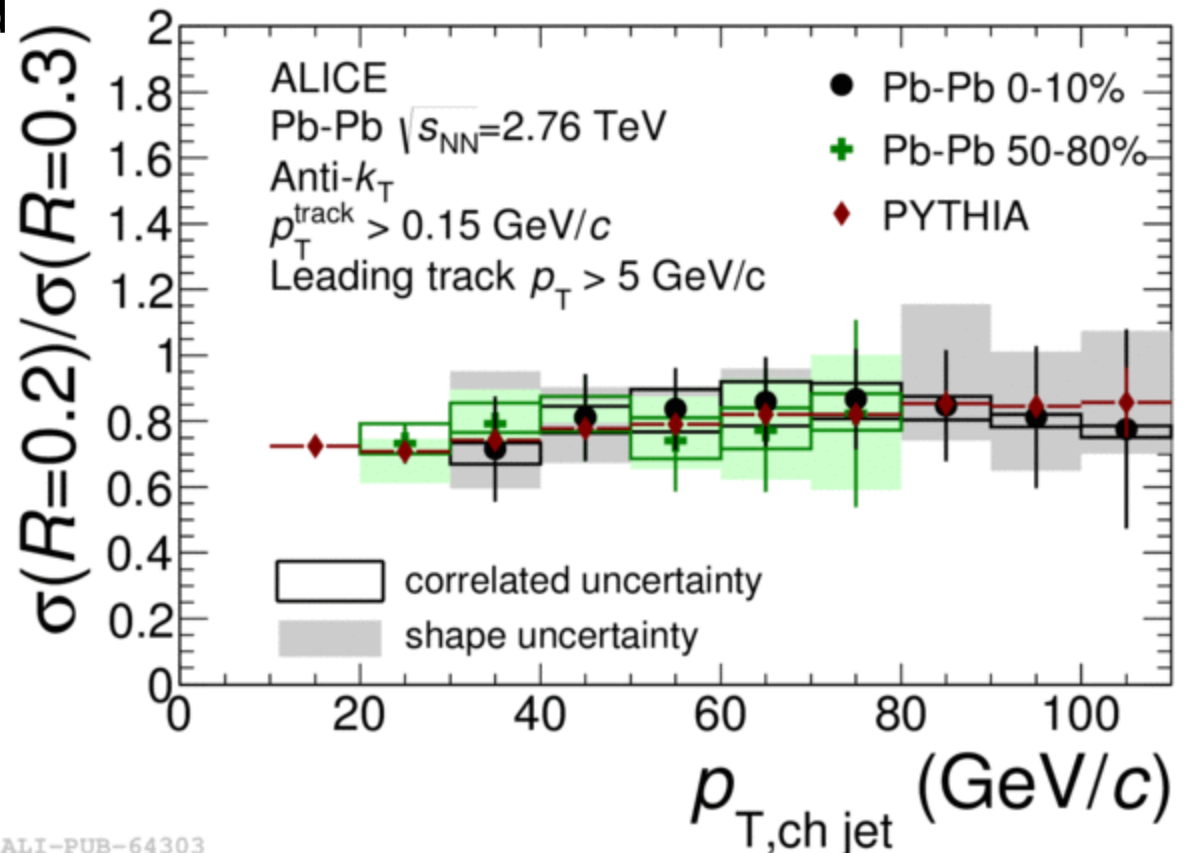 σ(R=0.2)/σ(R=0.3)
2
1.8
1.6
1.4
1.2
1
0.8
0.6
0.4
0.2
0
ALICE
Pb-Pb √sNN=2.76 TeV
Anti-kT
pTtrack > 0.15 GeV/c
Leading track pT > 5 GeV/c
Pb-Pb 0-10%
Pb-Pb 50-80%
PYTHIA
correlated uncertainty
shape uncertainty
0 20 40 60 80 100
pT,ch jet (GeV/c)
ALI-PUB-64303